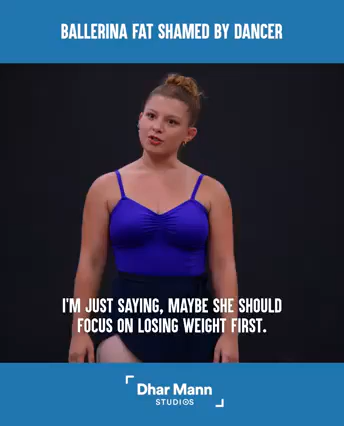 BALLERINA FAT SHAMED BY DANCER
I'M JUST SAYING, MAYBE SHE SHOULD
FOCUS ON LOSING WEIGHT FIRST.
Dhar Mann
STUDIOS